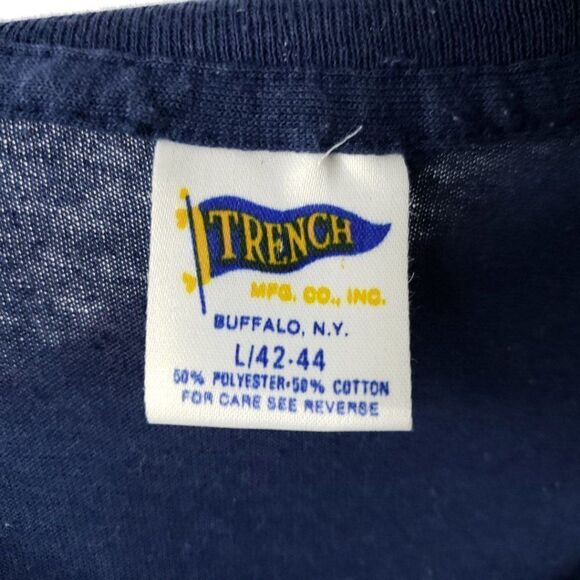 TRENCH
MFG. CO., INC.
BUFFALO, N.Y.
L/42-44
50% POLYESTER•50% COTTON
FOR CARE SEE REVERSE